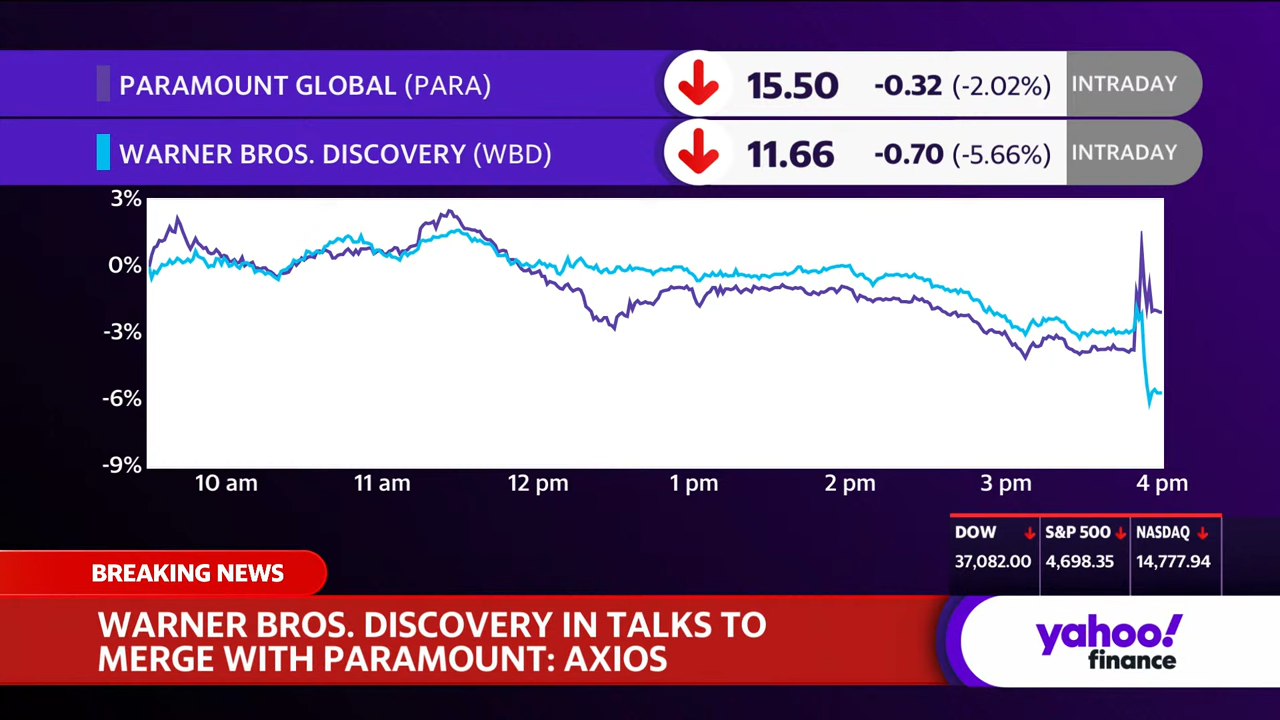 PARAMOUNT GLOBAL (PARA) 15.50 -0.32 (-2.02%) INTRADAY
WARNER BROS. DISCOVERY (WBD) 11.66 -0.70 (-5.66%) INTRADAY
3%
0%
-3%
-6%
-9%
10 am 11 am 12 pm 1 pm 2 pm 3 pm 4 pm
DOW S&P 500 NASDAQ
37,082.00 4,698.35 14,777.94
BREAKING NEWS
WARNER BROS. DISCOVERY IN TALKS TO
MERGE WITH PARAMOUNT: AXIOS
yahoo!
finance